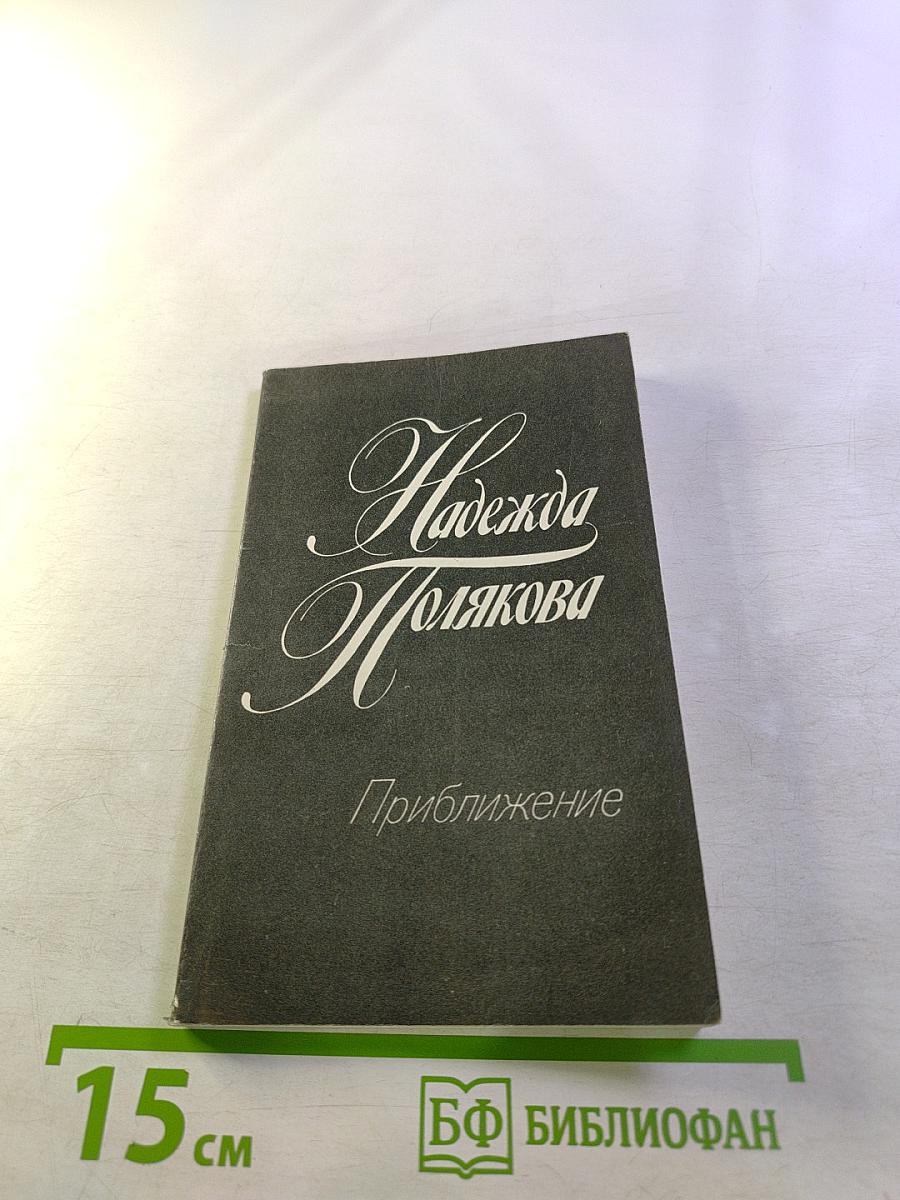 Надежда
Полякова
Приближение
15 см
БФ БИБЛИОФАН